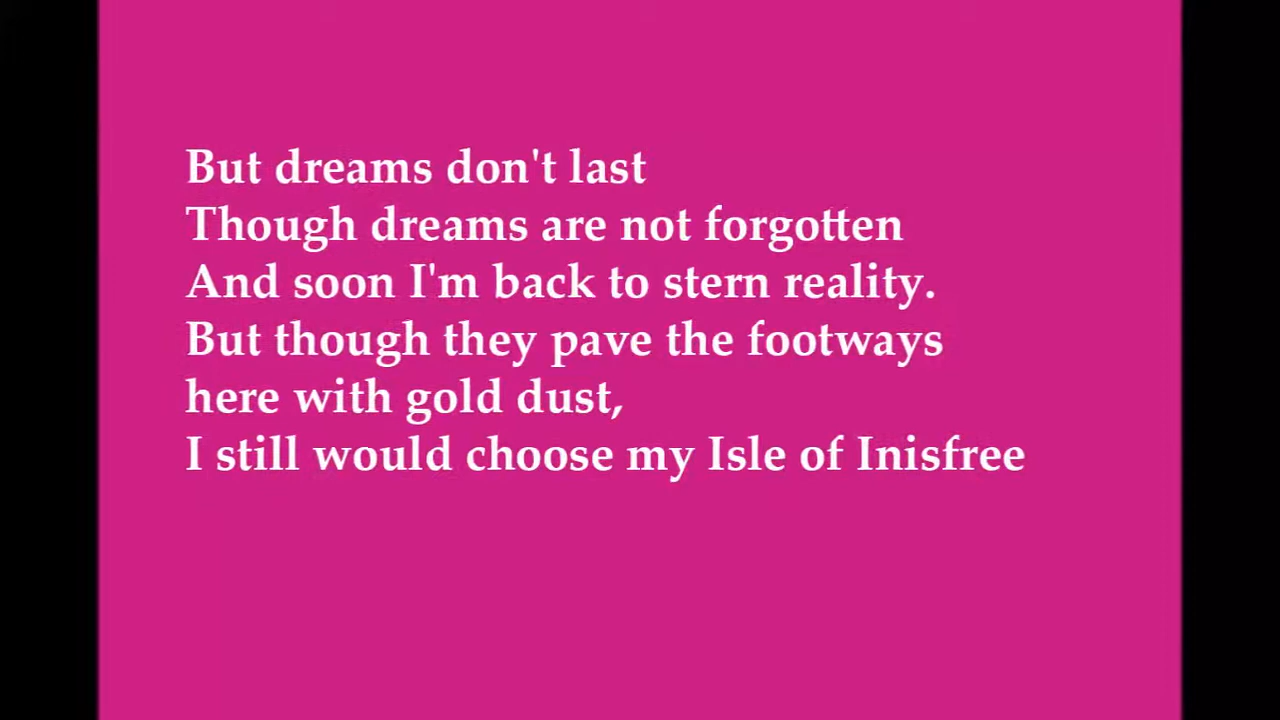 But dreams don't last
Though dreams are not forgotten
And soon I'm back to stern reality.
But though they pave the footways
here with gold dust,
I still would choose my Isle of Inisfree